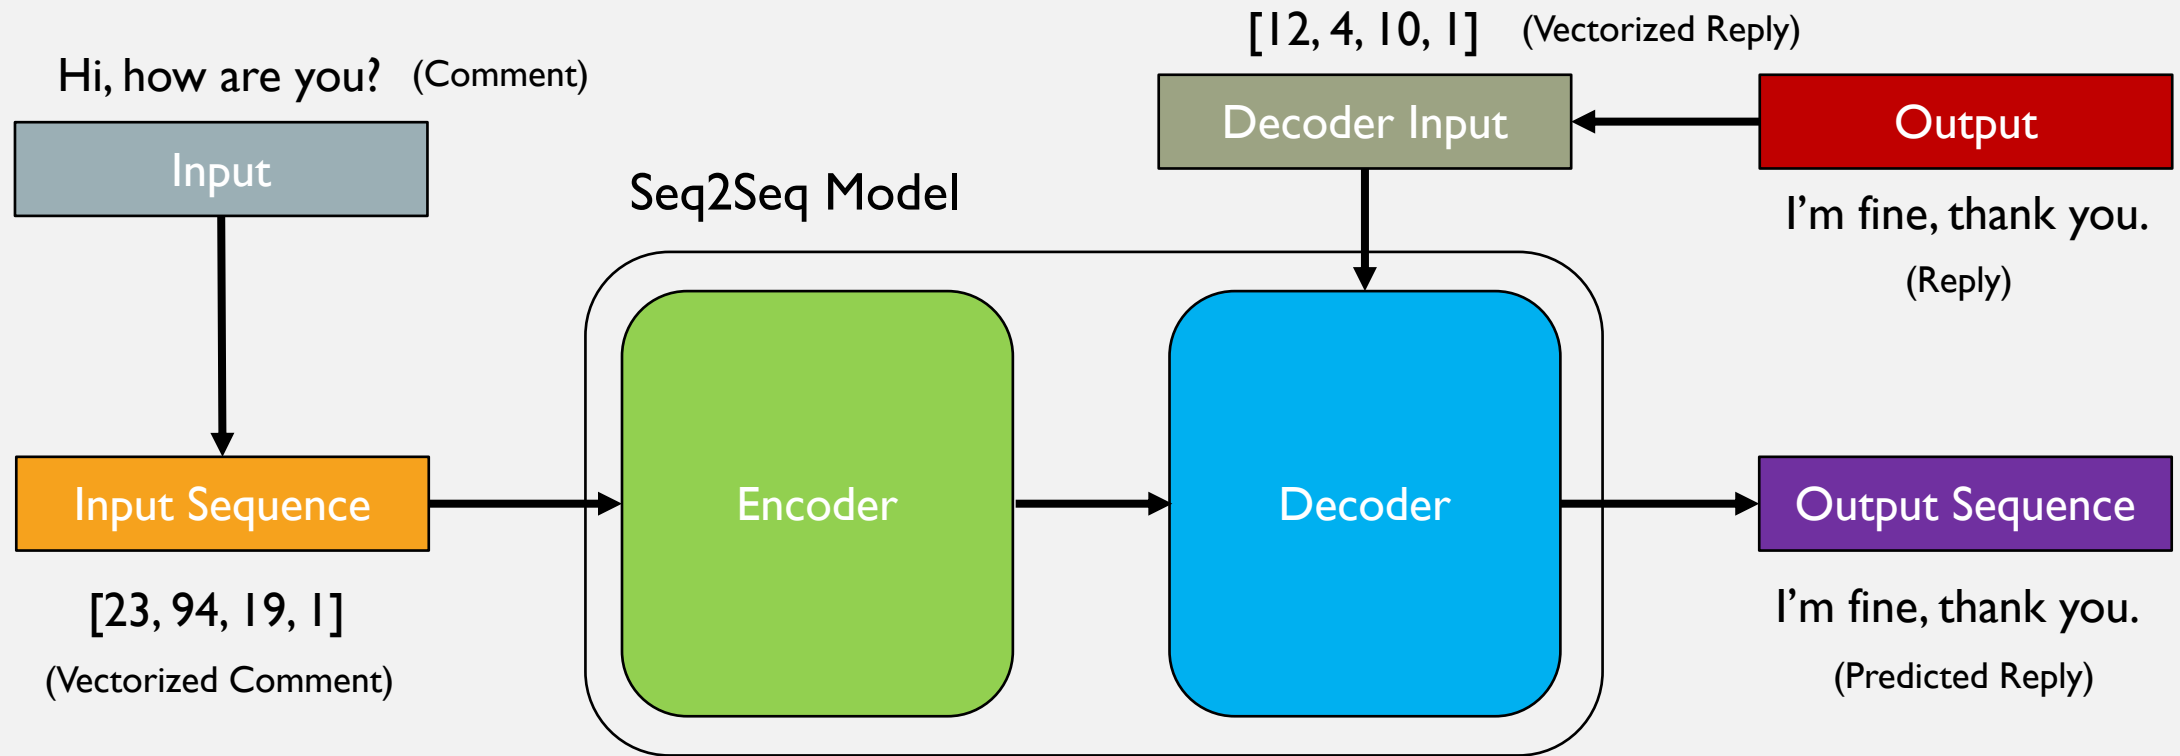 [12, 4, 10, 1] (Vectorized Reply)
Hi, how are you? (Comment)
Decoder Input
Output
Input
Seq2Seq Model
I'm fine, thank you.
(Reply)
Input Sequence
Encoder
Decoder
Output Sequence
[23, 94, 19, 1]
(Vectorized Comment)
I'm fine, thank you.
(Predicted Reply)